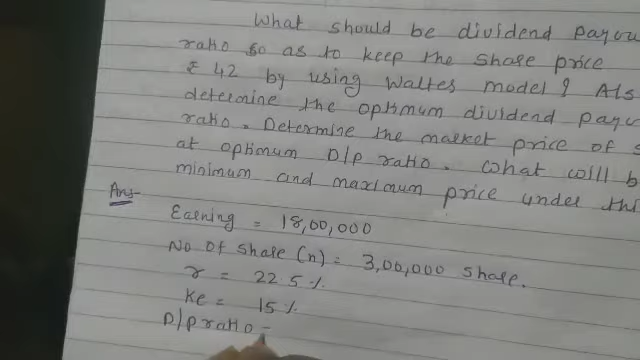 What should be dividend payou
ratio so as to keep the share price
₹ 42 by using Walter model? Als
determine the optimum dividend payo
ratio. Determine the market price of s
at optimum D/p ratio. What will b
minimum and maximum price under thi
Ans-
Earning = 18,00,000
No of share (n) = 3,00,000 share.
r = 22.5 %
Ke = 15 %
D/p ratio =